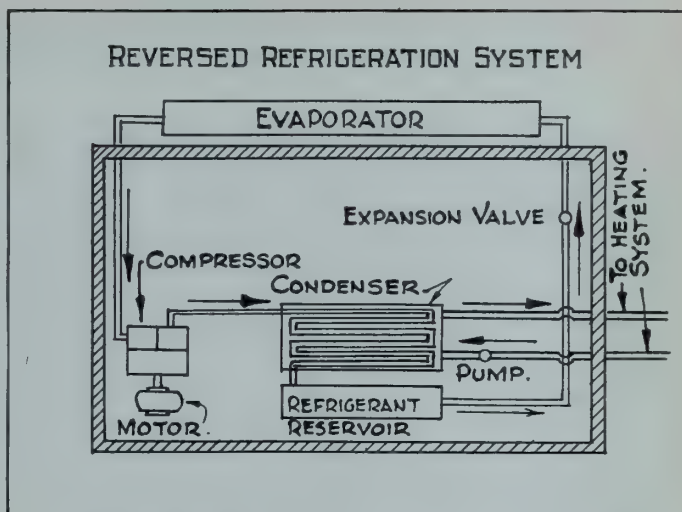 REVERSED REFRIGERATION SYSTEM
EVAPORATOR
EXPANSION VALVE
TO HEATING
SYSTEM.
COMPRESSOR
CONDENSER
PUMP.
REFRIGERANT
RESERVOIR
MOTOR.